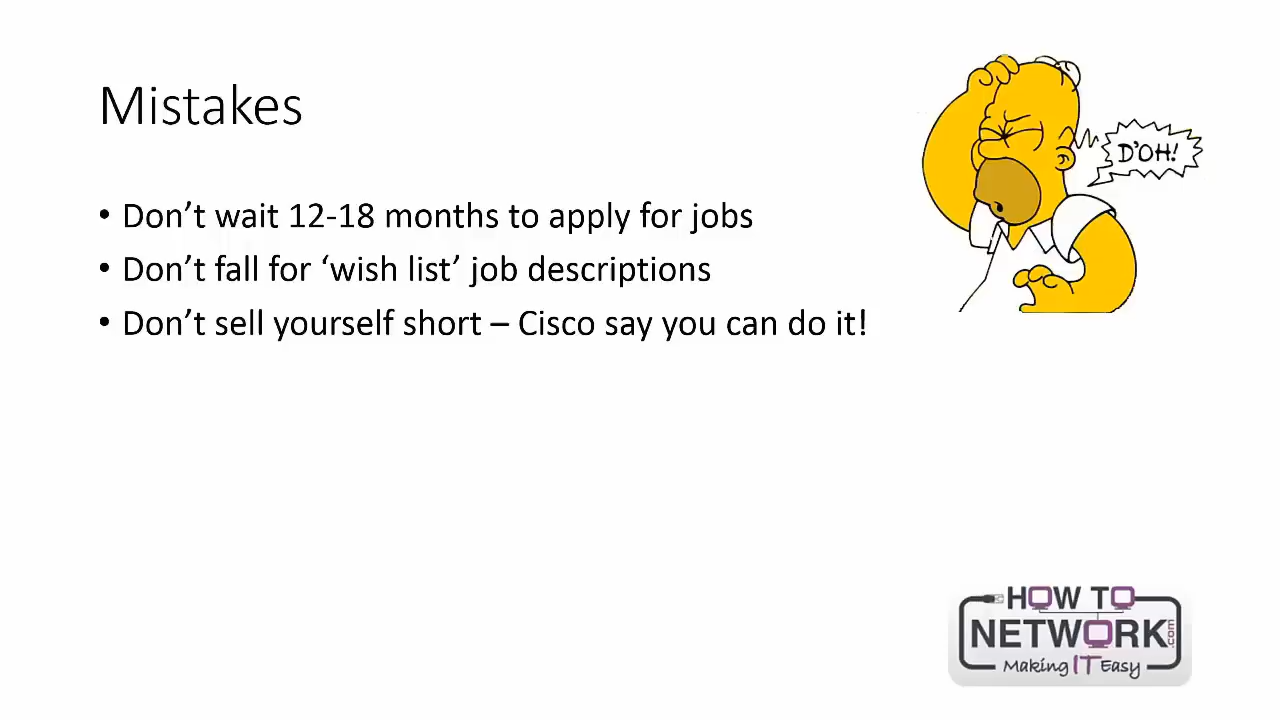 Mistakes
D'OH!
• Don’t wait 12-18 months to apply for jobs
• Don’t fall for ‘wish list’ job descriptions
• Don’t sell yourself short – Cisco say you can do it!
HOW TO
NETWORK.com
Making IT Easy